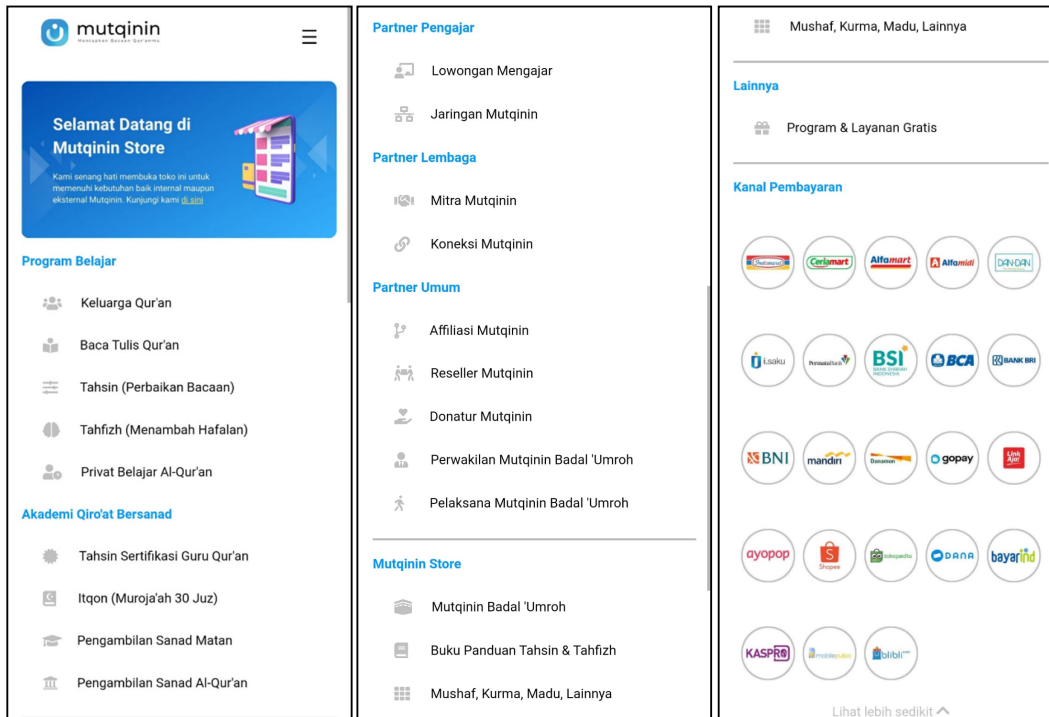 mutqinin
Mantapkan Bacaan Qur'anmu
Selamat Datang di
Mutqinin Store
Kami senang hati membuka toko ini untuk
memenuhi kebutuhan baik internal maupun
eksternal Mutqinin. Kunjungi kami di sini
Program Belajar
Keluarga Qur'an
Baca Tulis Qur'an
Tahsin (Perbaikan Bacaan)
Tahfizh (Menambah Hafalan)
Privat Belajar Al-Qur'an
Akademi Qiro'at Bersanad
Tahsin Sertifikasi Guru Qur'an
Itqon (Muroja'ah 30 Juz)
Pengambilan Sanad Matan
Pengambilan Sanad Al-Qur'an
Partner Pengajar
Lowongan Mengajar
Jaringan Mutqinin
Partner Lembaga
Mitra Mutqinin
Koneksi Mutqinin
Partner Umum
Affiliasi Mutqinin
Reseller Mutqinin
Donatur Mutqinin
Perwakilan Mutqinin Badal 'Umroh
Pelaksana Mutqinin Badal 'Umroh
Mutqinin Store
Mutqinin Badal 'Umroh
Buku Panduan Tahsin & Tahfizh
Mushaf, Kurma, Madu, Lainnya
Mushaf, Kurma, Madu, Lainnya
Lainnya
Program & Layanan Gratis
Kanal Pembayaran
Indomaret
Ceriamart
Alfamart
Alfamidi
DAN+DAN
i.saku
PermataBank
BSI
BANK SYARIAH
INDONESIA
BCA
BANK BRI
BNI
mandiri
Danamon
gopay
Link
Aja!
ayopop
S
Shopee
tokopedia
DANA
bayarind
KASPRO
mobilepulsa
blibli
Lihat lebih sedikit